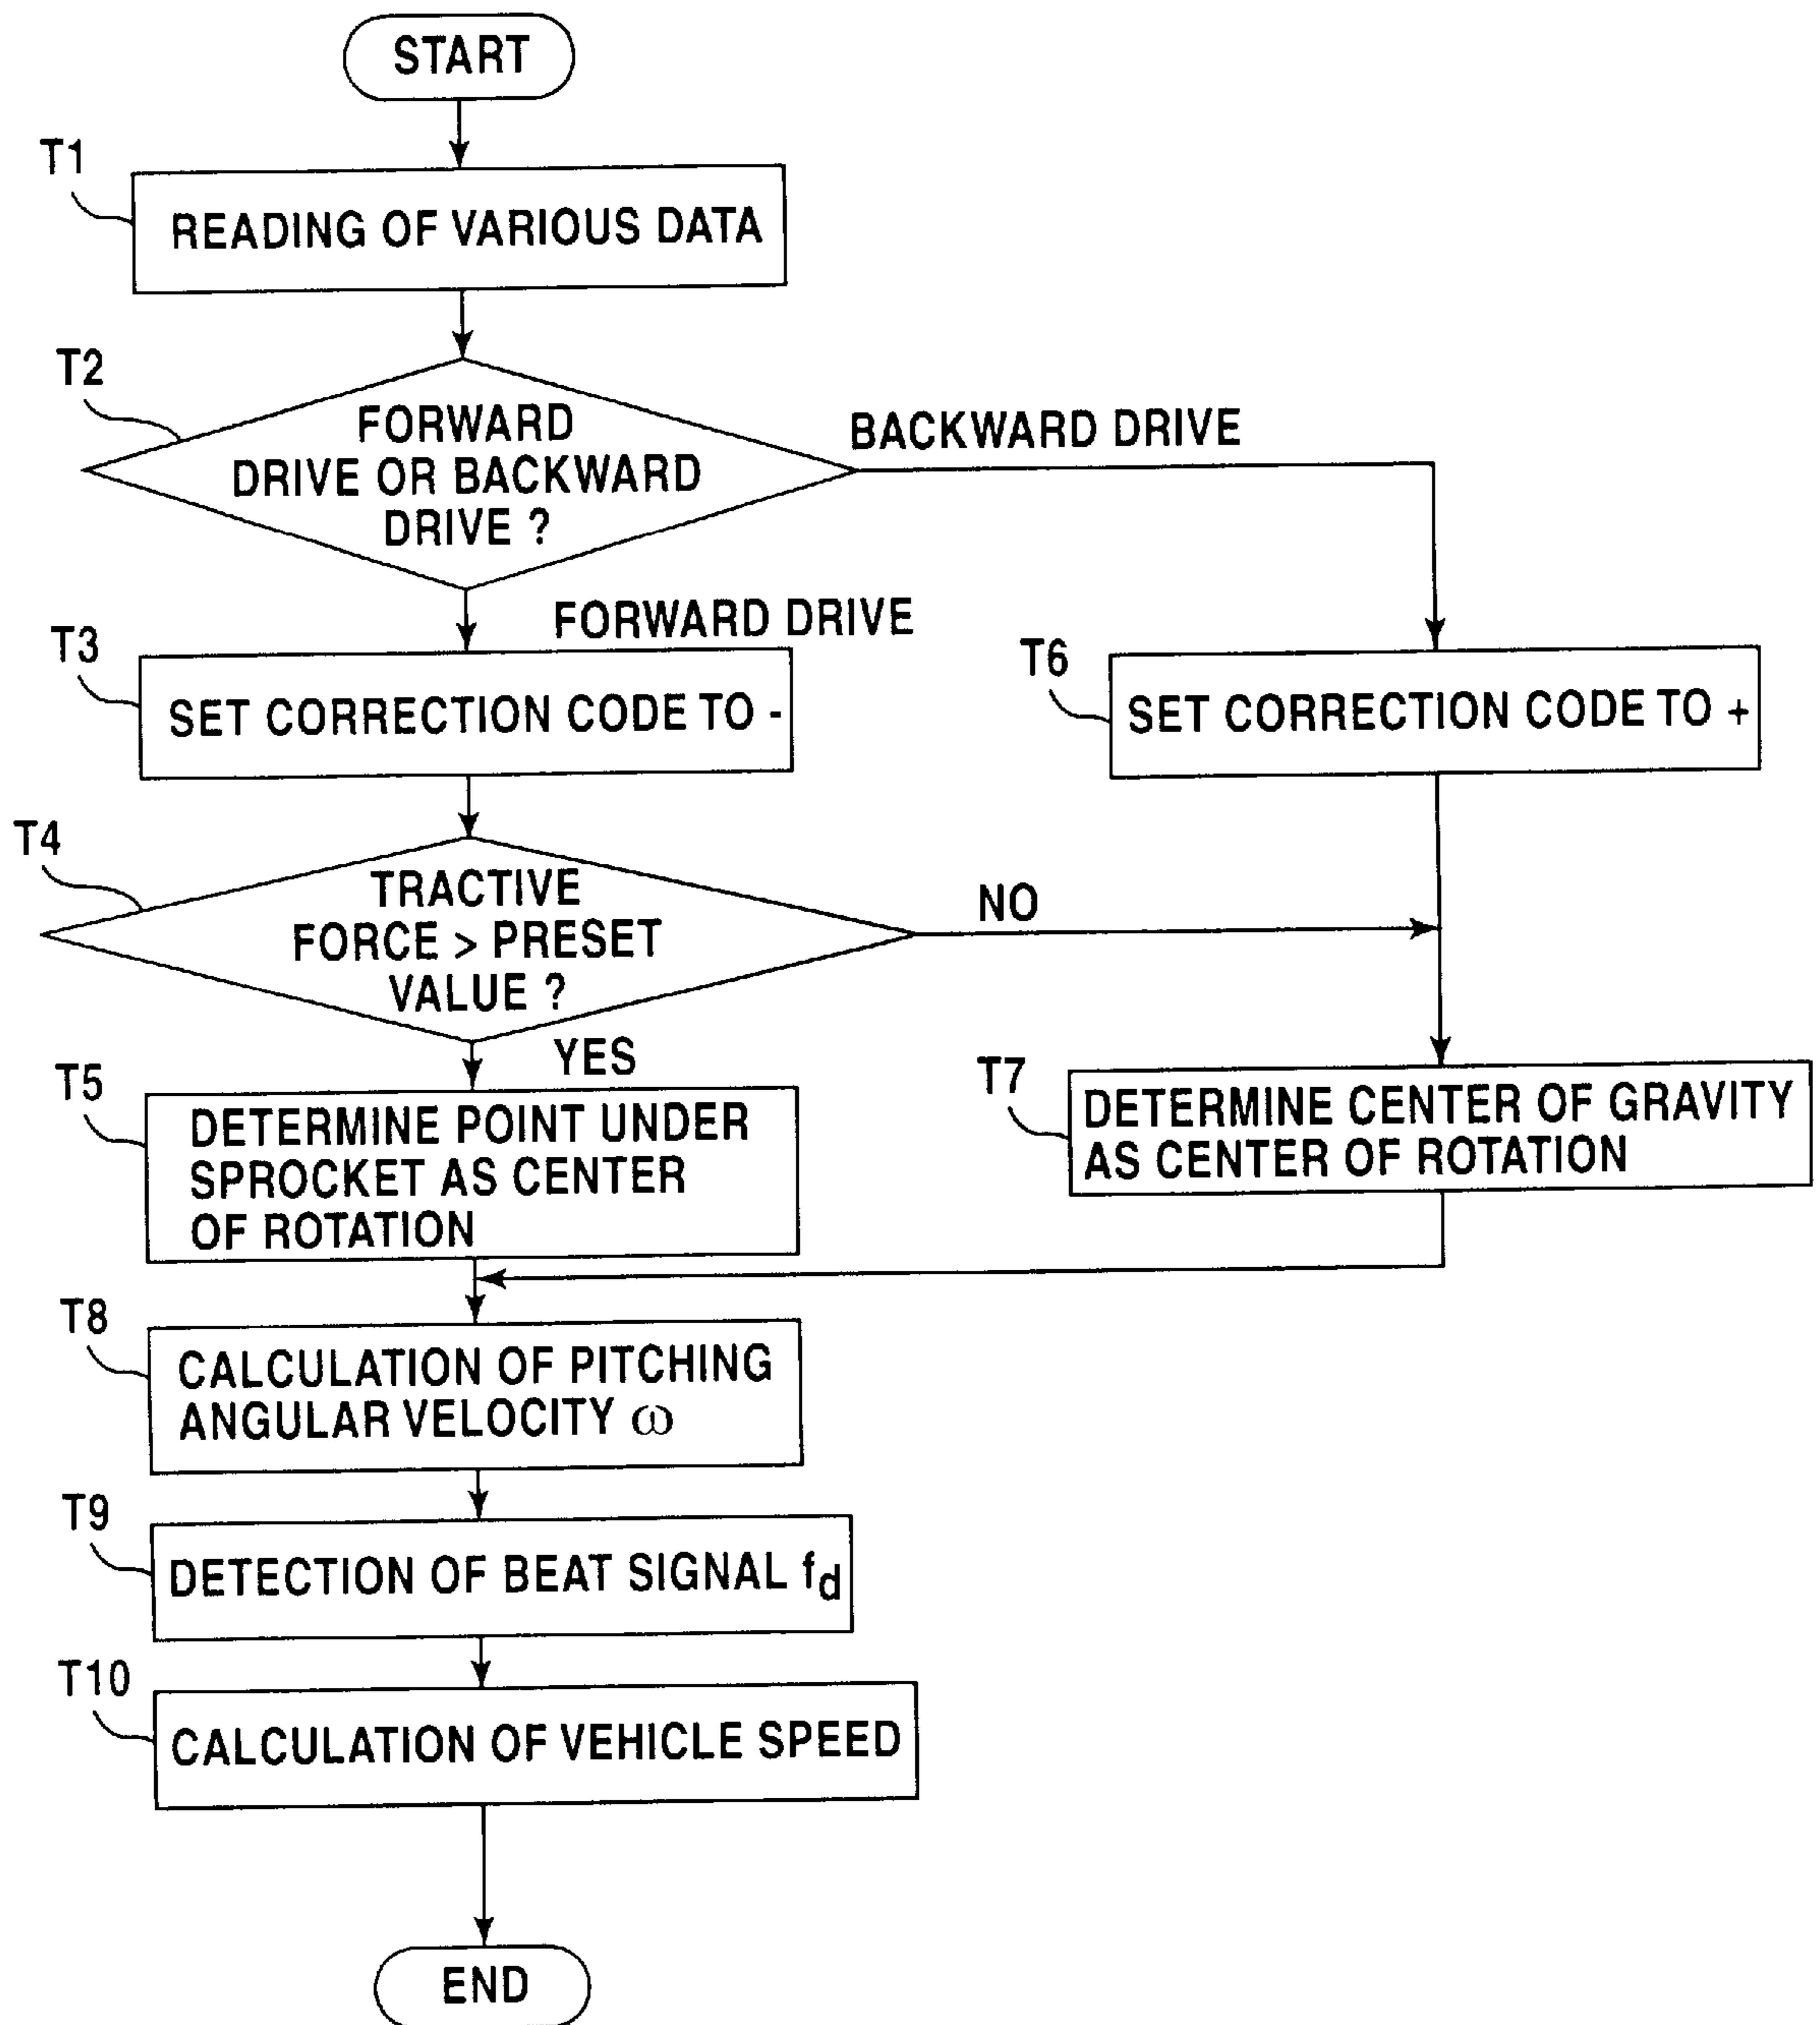 START
T1
READING OF VARIOUS DATA
T2
FORWARD
DRIVE OR BACKWARD
DRIVE ?
BACKWARD DRIVE
FORWARD DRIVE
T3
SET CORRECTION CODE TO -
T6
SET CORRECTION CODE TO +
T4
TRACTIVE
FORCE > PRESET
VALUE ?
NO
YES
T5
DETERMINE POINT UNDER
SPROCKET AS CENTER
OF ROTATION
T7
DETERMINE CENTER OF GRAVITY
AS CENTER OF ROTATION
T8
CALCULATION OF PITCHING
ANGULAR VELOCITY ω
T9
DETECTION OF BEAT SIGNAL fd
T10
CALCULATION OF VEHICLE SPEED
END